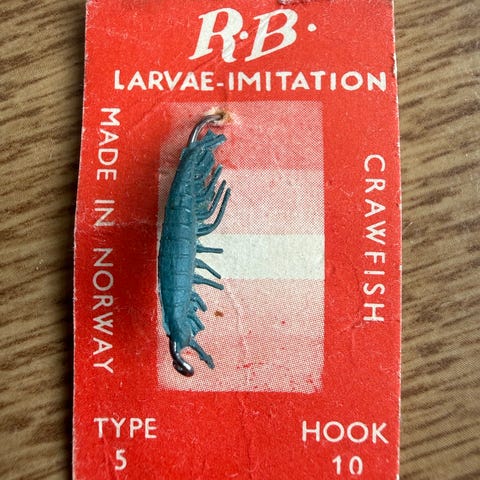 R.B.
LARVAE-IMITATION
MADE IN NORWAY
CRAWFISH
TYPE
5
HOOK
10